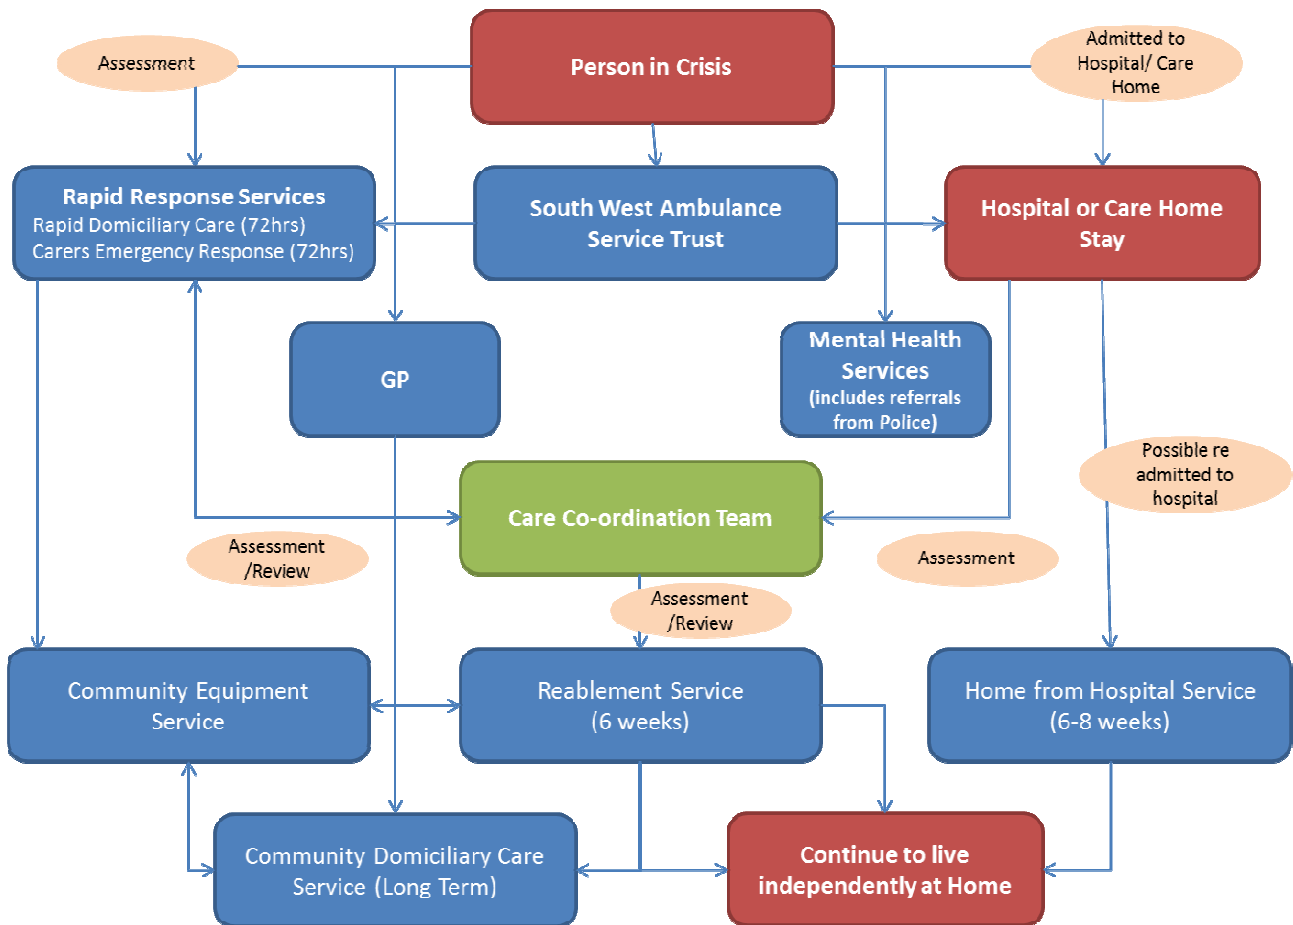 Assessment
Person in Crisis
Admitted to
Hospital/ Care
Home
Rapid Response Services
Rapid Domiciliary Care (72hrs)
Carers Emergency Response (72hrs)
South West Ambulance
Service Trust
Hospital or Care Home
Stay
GP
Mental Health
Services
(includes referrals
from Police)
Possible re
admitted to
hospital
Care Co-ordination Team
Assessment
/Review
Assessment
Assessment
/Review
Community Equipment
Service
Reablement Service
(6 weeks)
Home from Hospital Service
(6-8 weeks)
Community Domiciliary Care
Service (Long Term)
Continue to live
independently at Home